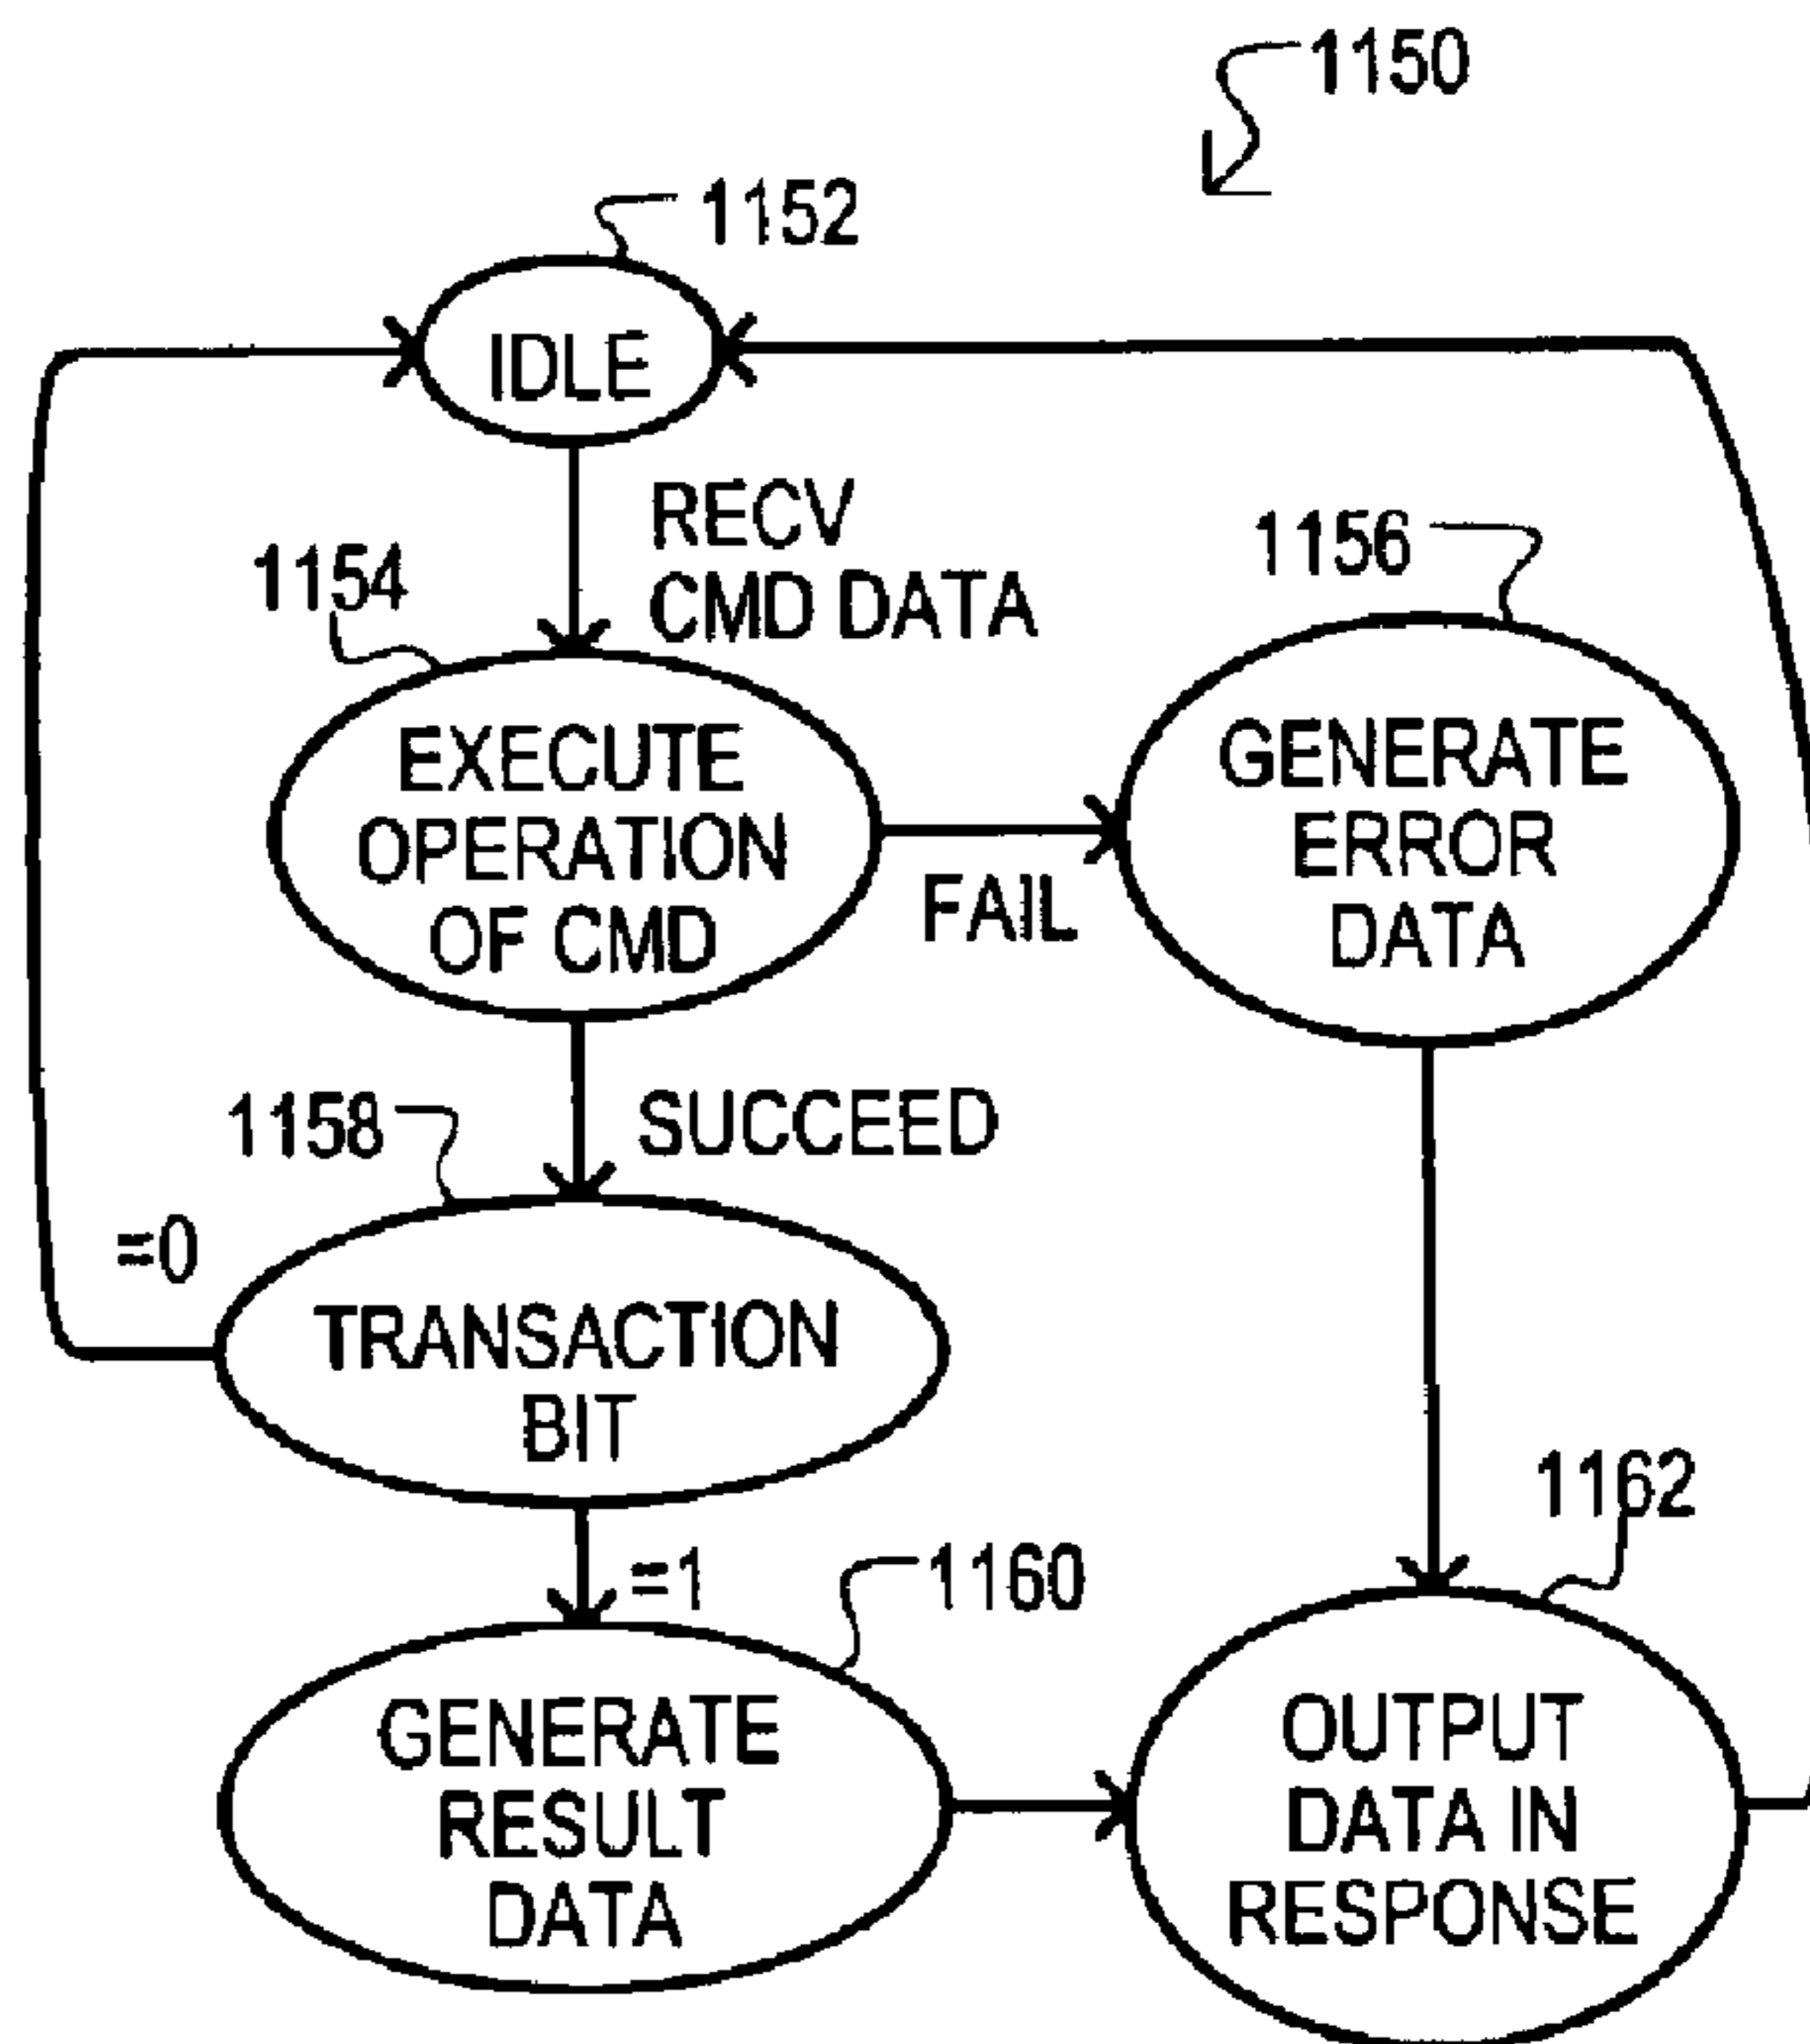 1150
1152
IDLE
RECV
CMD DATA
1154
1156
EXECUTE
OPERATION
OF CMD
FAIL
GENERATE
ERROR
DATA
1158
SUCCEED
=0
TRANSACTION
BIT
=1
1160
1162
GENERATE
RESULT
DATA
OUTPUT
DATA IN
RESPONSE